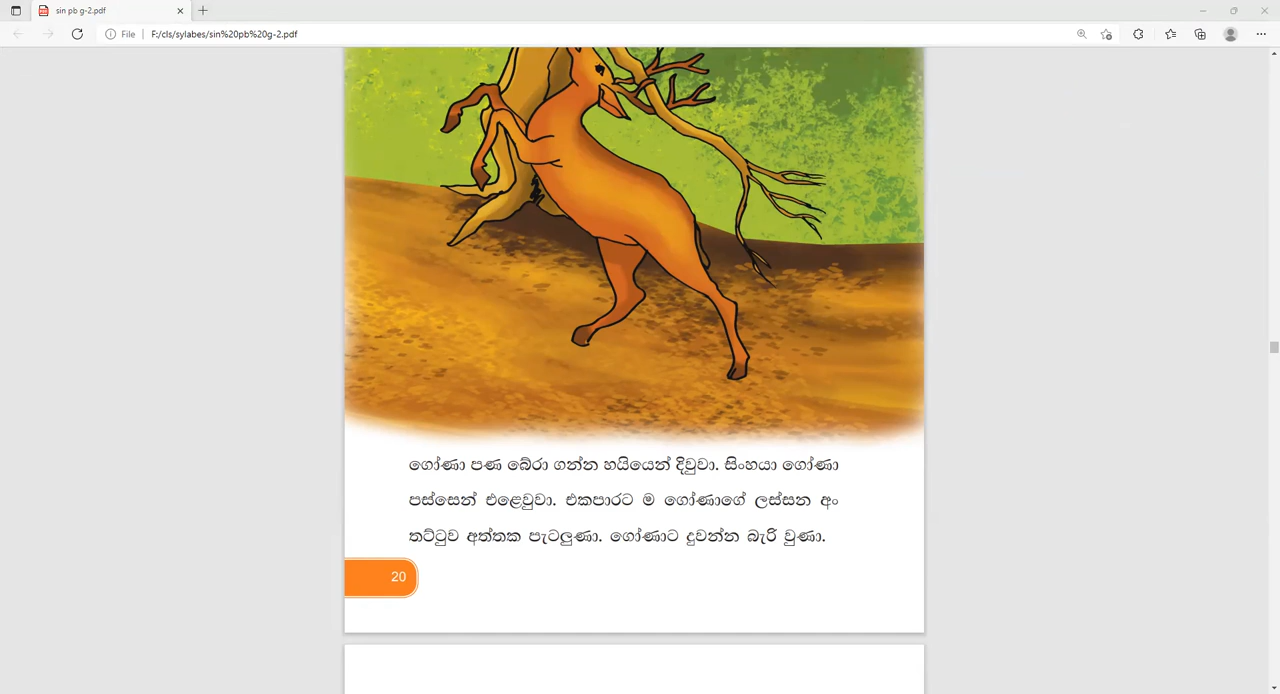 sin pb g-2.pdf
File F:/cls/sylabes/sin%20pb%20g-2.pdf
ගෝණා පණ බේරා ගන්න හයියෙන් දිවුවා. සිංහයා ගෝණා
පස්සෙන් එළෙවුවා. එකපාරට ම ගෝණාගේ ලස්සන අං
තට්ටුව අත්තක පැටලුණා. ගෝණාට දුවන්න බැරි වුණා.
20